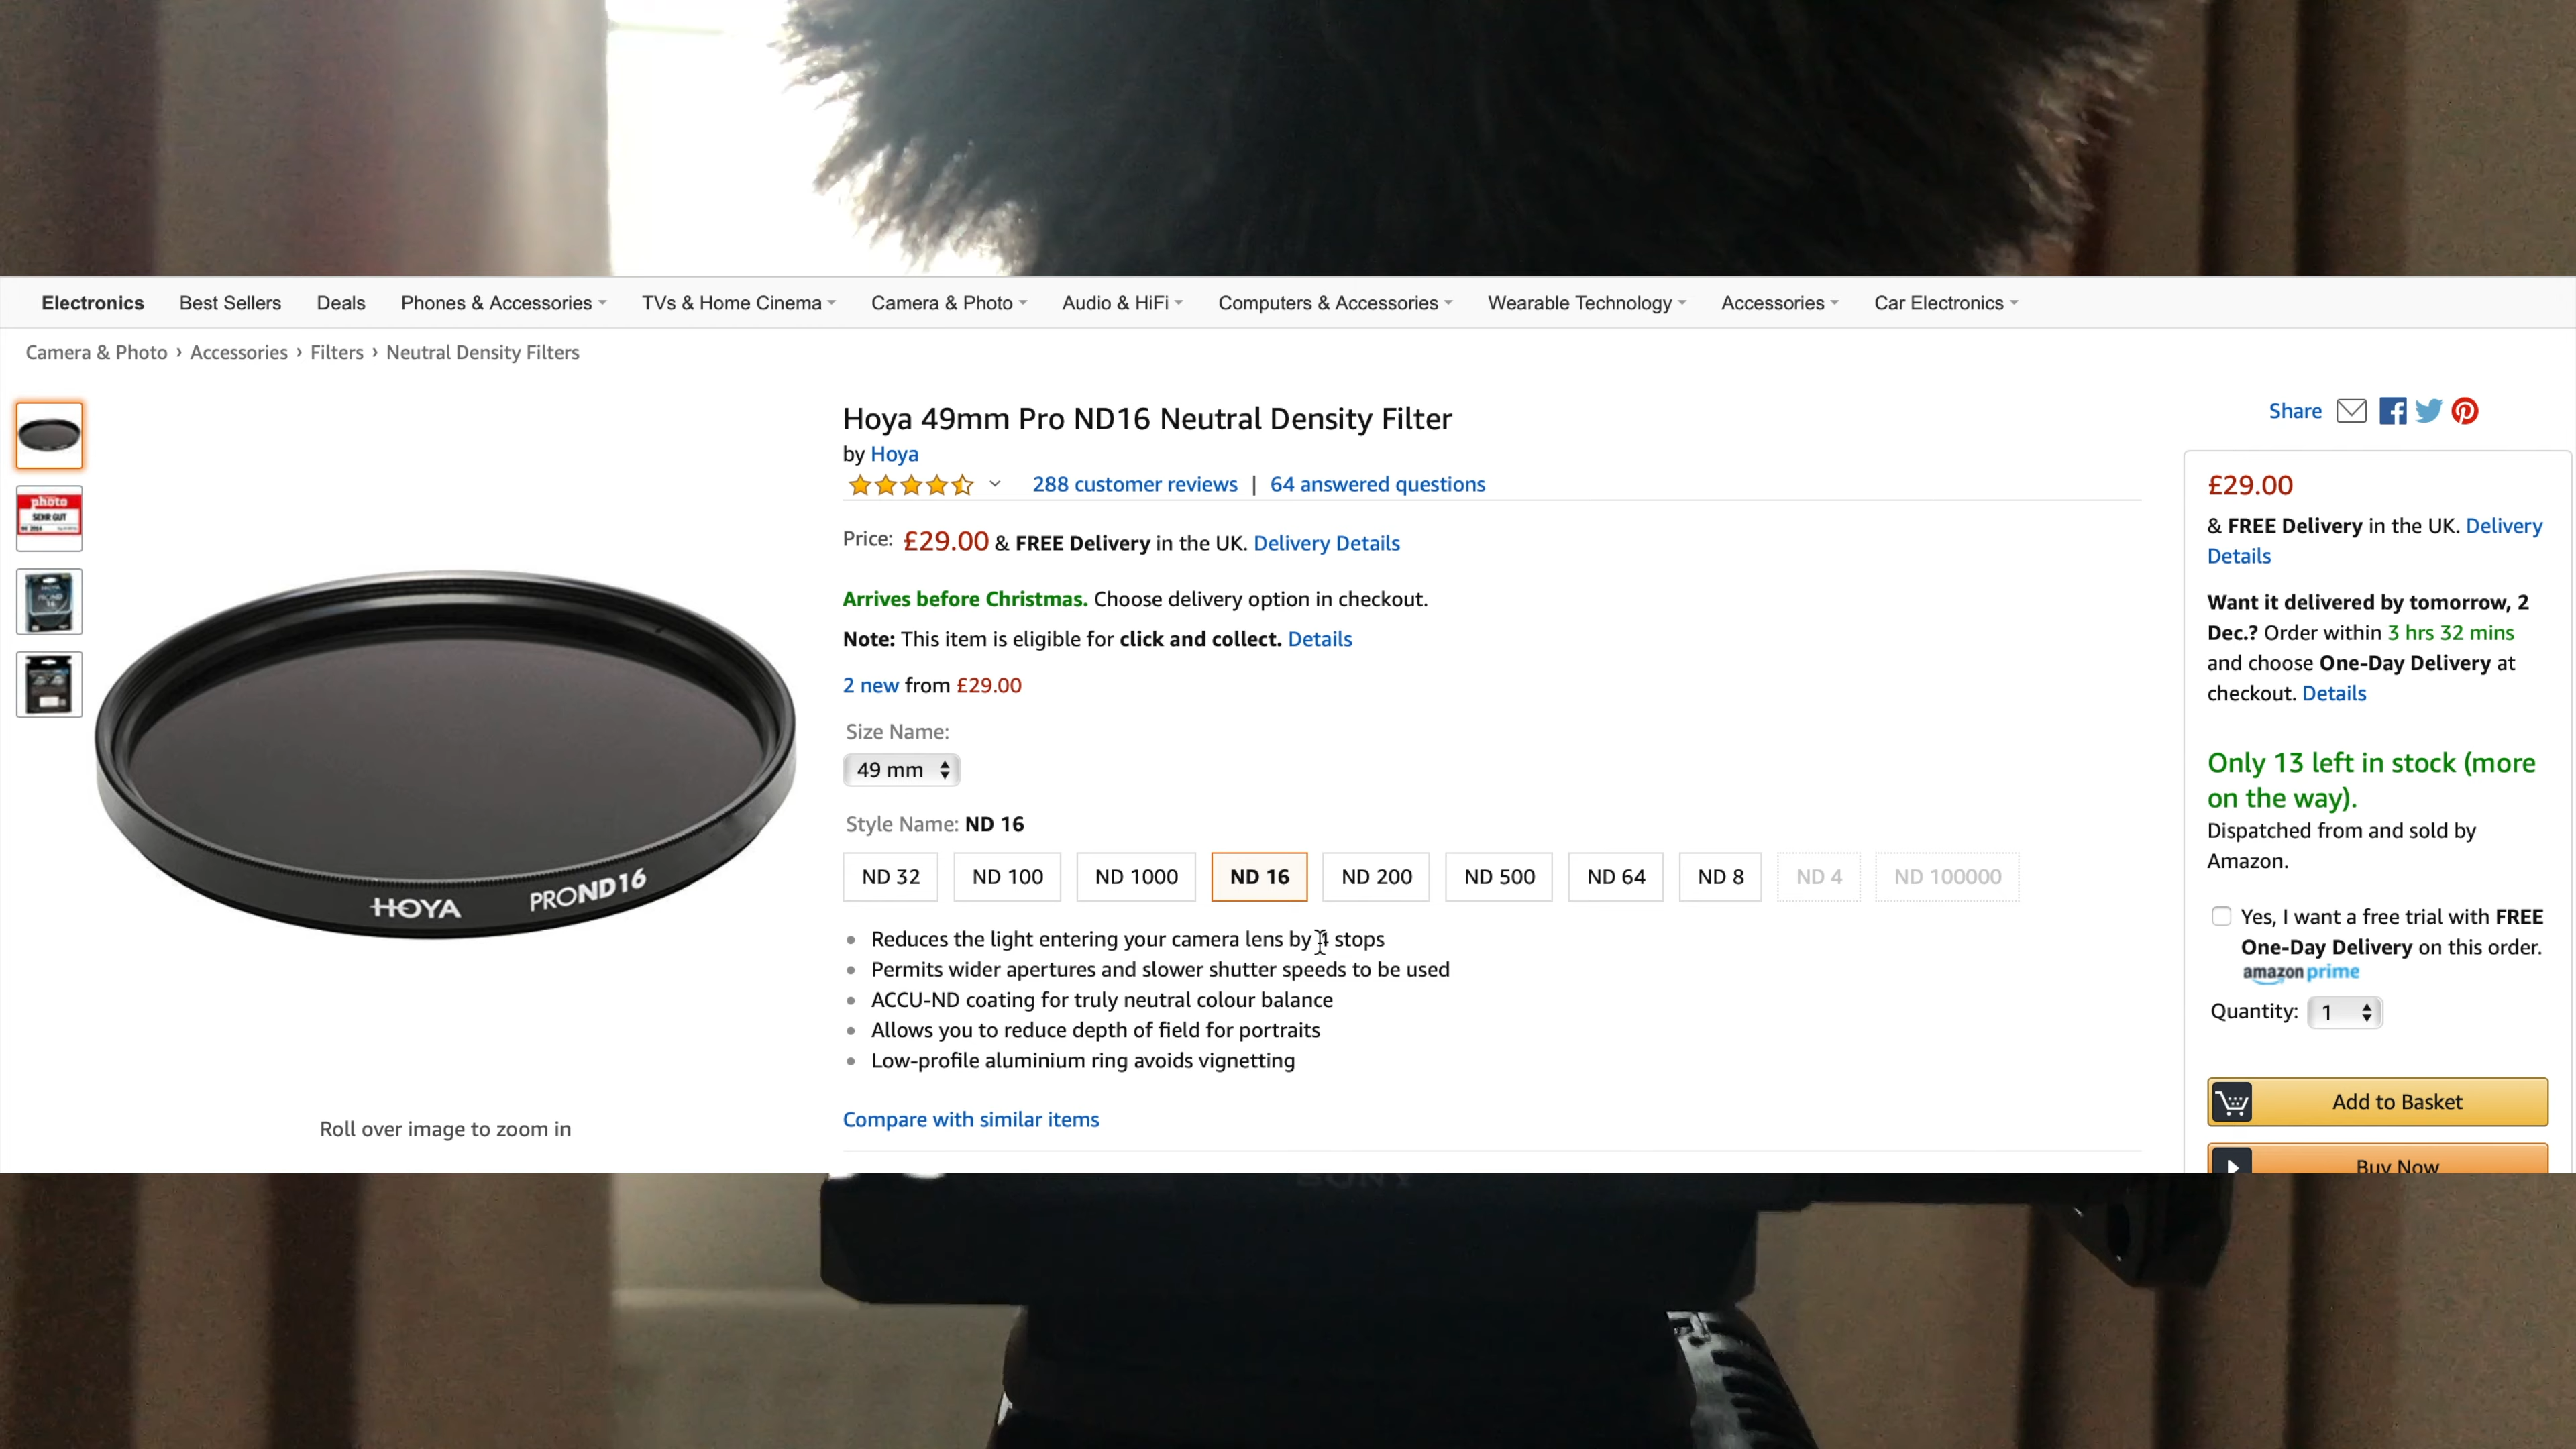 Electronics Best Sellers Deals Phones & Accessories TVs & Home Cinema Camera & Photo Audio & HiFi Computers & Accessories Wearable Technology Accessories Car Electronics
Camera & Photo › Accessories › Filters › Neutral Density Filters
photo
SEHR GUT
HOYA PROND16
Roll over image to zoom in
Hoya 49mm Pro ND16 Neutral Density Filter
by Hoya
288 customer reviews | 64 answered questions
Price: £29.00 & FREE Delivery in the UK. Delivery Details
Arrives before Christmas. Choose delivery option in checkout.
Note: This item is eligible for click and collect. Details
2 new from £29.00
Size Name:
49 mm
Style Name: ND 16
ND 32 ND 100 ND 1000 ND 16 ND 200 ND 500 ND 64 ND 8 ND 4 ND 100000
Reduces the light entering your camera lens by 4 stops
Permits wider apertures and slower shutter speeds to be used
ACCU-ND coating for truly neutral colour balance
Allows you to reduce depth of field for portraits
Low-profile aluminium ring avoids vignetting
Compare with similar items
Share
£29.00
& FREE Delivery in the UK. Delivery
Details
Want it delivered by tomorrow, 2
Dec.? Order within 3 hrs 32 mins
and choose One-Day Delivery at
checkout. Details
Only 13 left in stock (more
on the way).
Dispatched from and sold by
Amazon.
Yes, I want a free trial with FREE
One-Day Delivery on this order.
amazon prime
Quantity: 1
Add to Basket
Buy Now
SONY